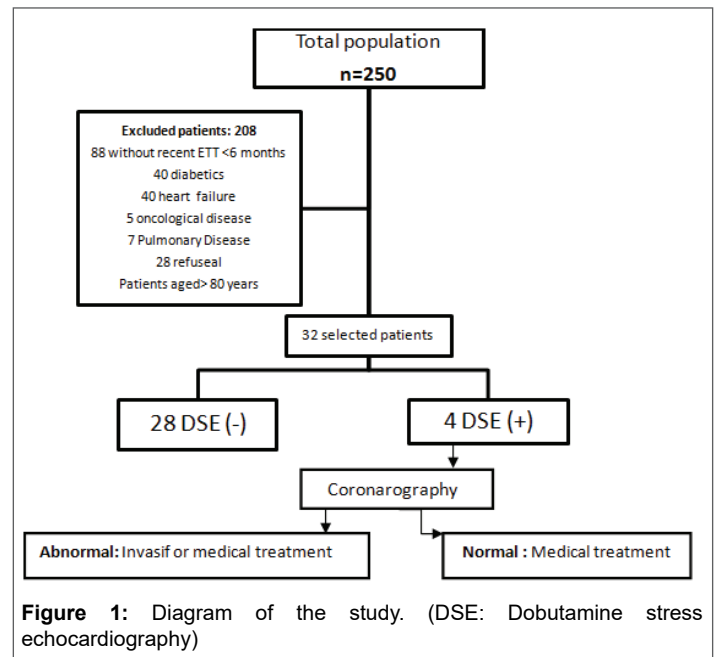 Total population
n=250
Excluded patients: 208
88 without recent ETT <6 months
40 diabetics
40 heart failure
5 oncological disease
7 Pulmonary Disease
28 refuseal
Patients aged> 80 years
32 selected patients
28 DSE (-)
4 DSE (+)
Coronarography
Abnormal: Invasif or medical treatment
Normal : Medical treatment
Figure 1: Diagram of the study. (DSE: Dobutamine stress
echocardiography)